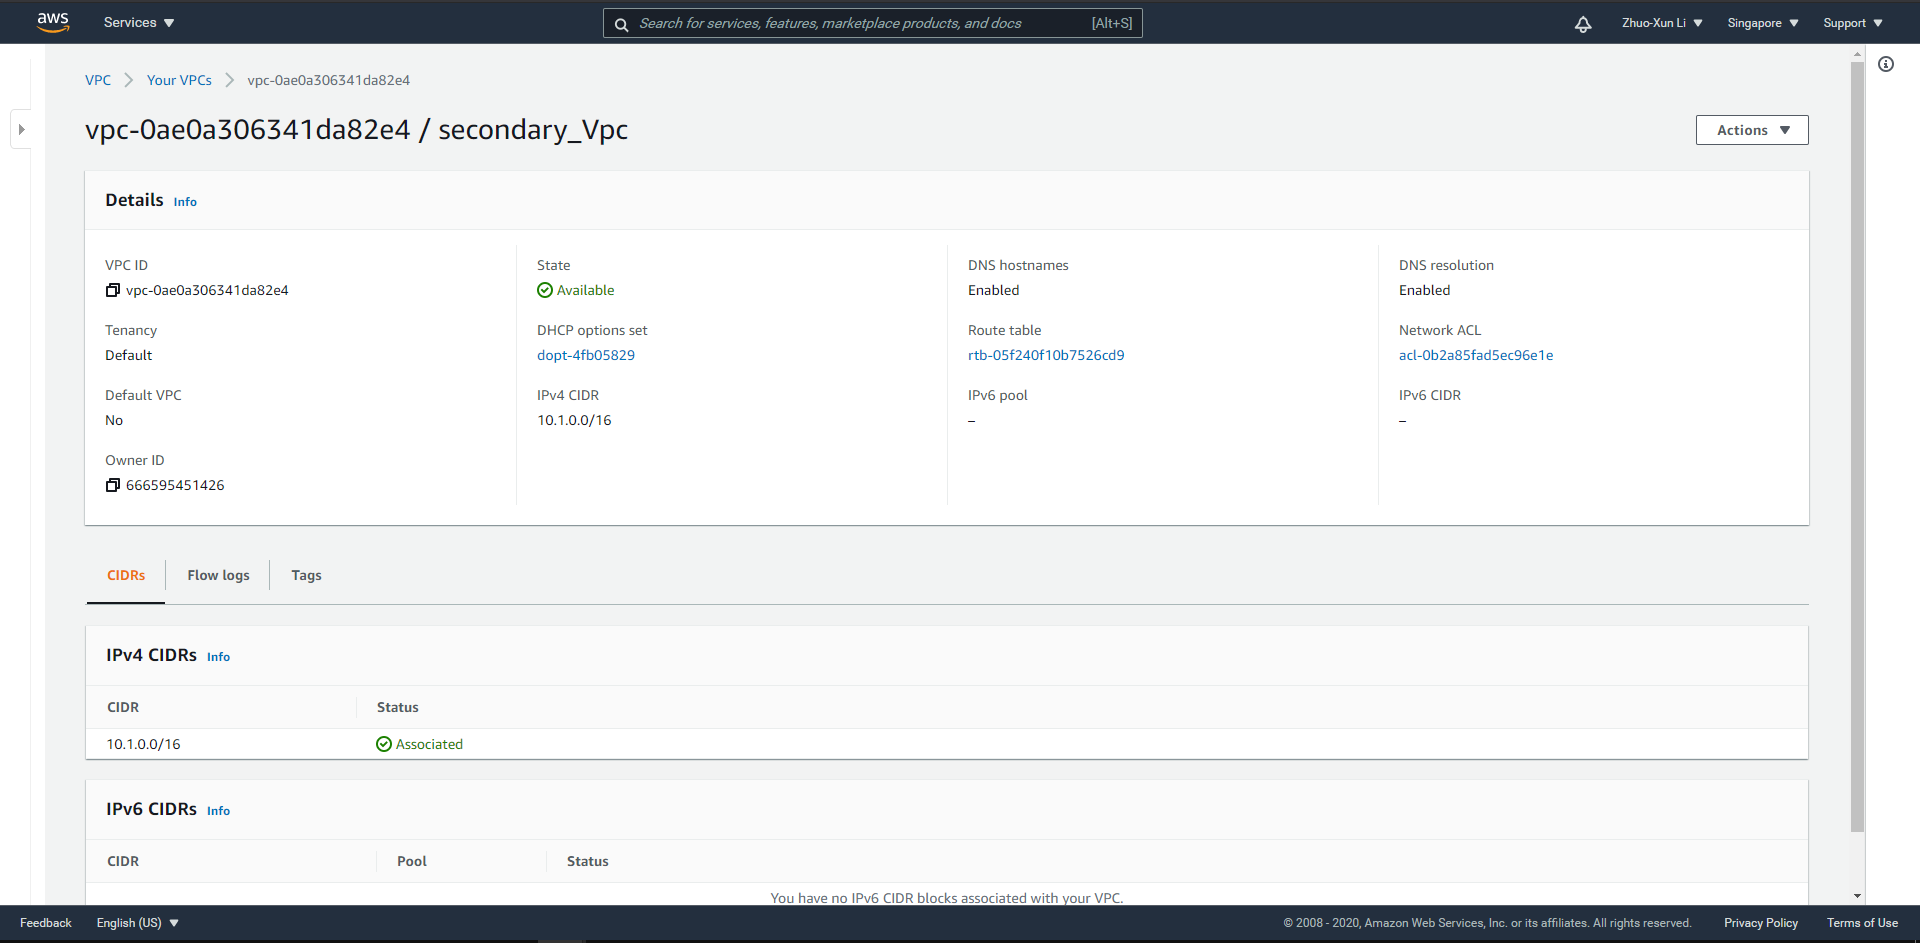 aws
Services
Search for services, features, marketplace products, and docs [Alt+S]
Zhuo-Xun Li
Singapore
Support
VPC
Your VPCs
vpc-0ae0a306341da82e4
vpc-0ae0a306341da82e4 / secondary_Vpc
Actions
Details Info
VPC ID
vpc-0ae0a306341da82e4
State
Available
DNS hostnames
Enabled
DNS resolution
Enabled
Tenancy
Default
DHCP options set
dopt-4fb05829
Route table
rtb-05f240f10b7526cd9
Network ACL
acl-0b2a85fad5ec96e1e
Default VPC
No
IPv4 CIDR
10.1.0.0/16
IPv6 pool
–
IPv6 CIDR
–
Owner ID
666595451426
CIDRs
Flow logs
Tags
IPv4 CIDRs Info
CIDR Status
10.1.0.0/16 Associated
IPv6 CIDRs Info
CIDR Pool Status
You have no IPv6 CIDR blocks associated with your VPC.
Feedback
English (US)
© 2008 - 2020, Amazon Web Services, Inc. or its affiliates. All rights reserved.
Privacy Policy
Terms of Use